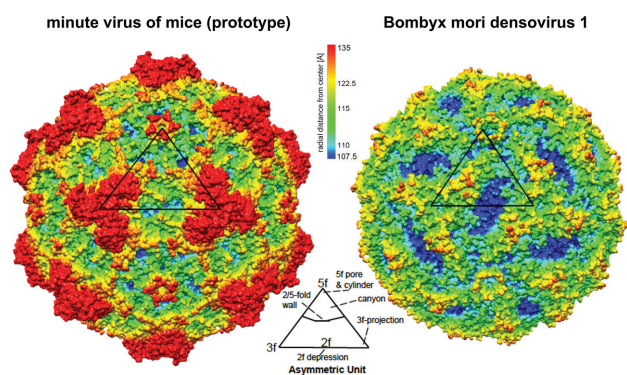 minute virus of mice (prototype)
Bombyx mori densovirus 1
135
122.5
115
110
107.5
radial distance from center [Å]
5f pore
& cylinder
5f
2/5-fold
wall
canyon
3f-projection
3f
2f
2f depression
Asymmetric Unit